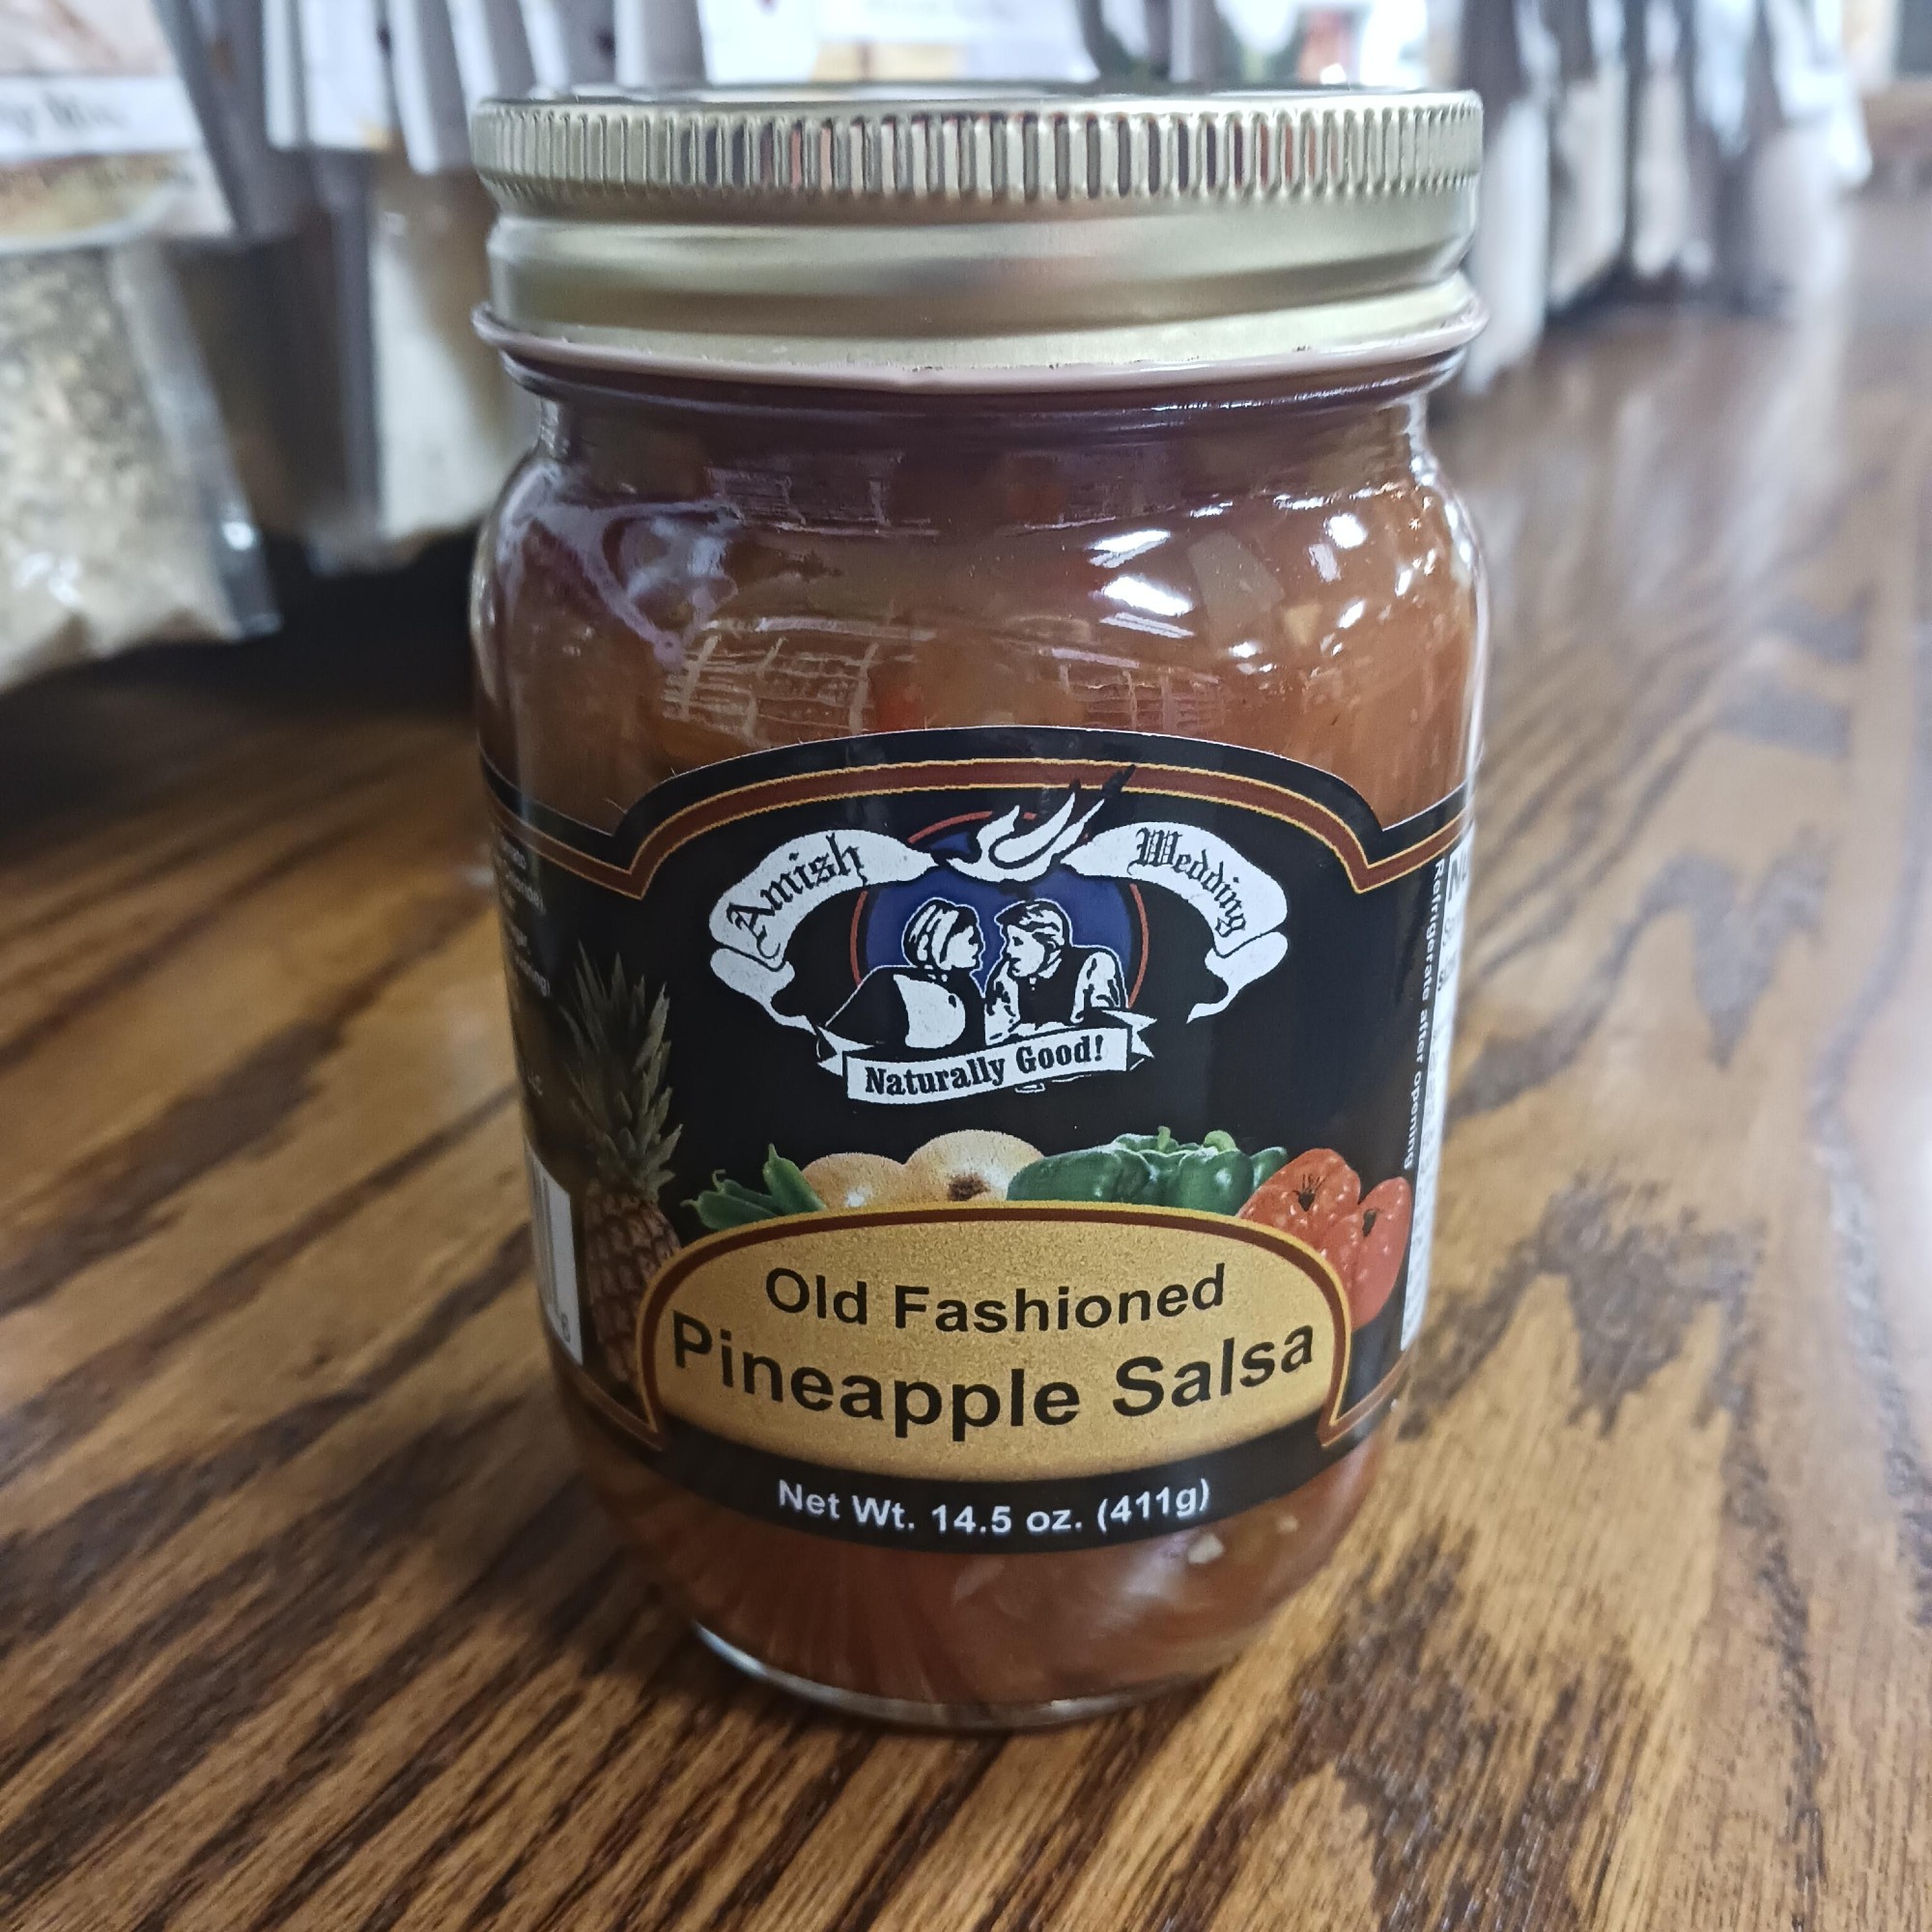 Amish Wedding
Naturally Good!
Old Fashioned
Pineapple Salsa
Net Wt. 14.5 oz. (411g)
Refrigerate after opening